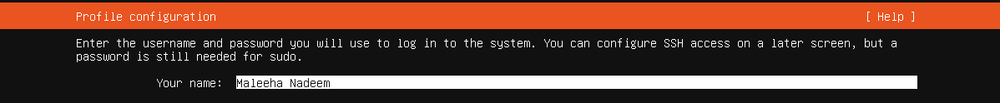 Profile configuration [ Help ]
Enter the username and password you will use to log in to the system. You can configure SSH access on a later screen, but a
password is still needed for sudo.
Your name: Maleeha Nadeem